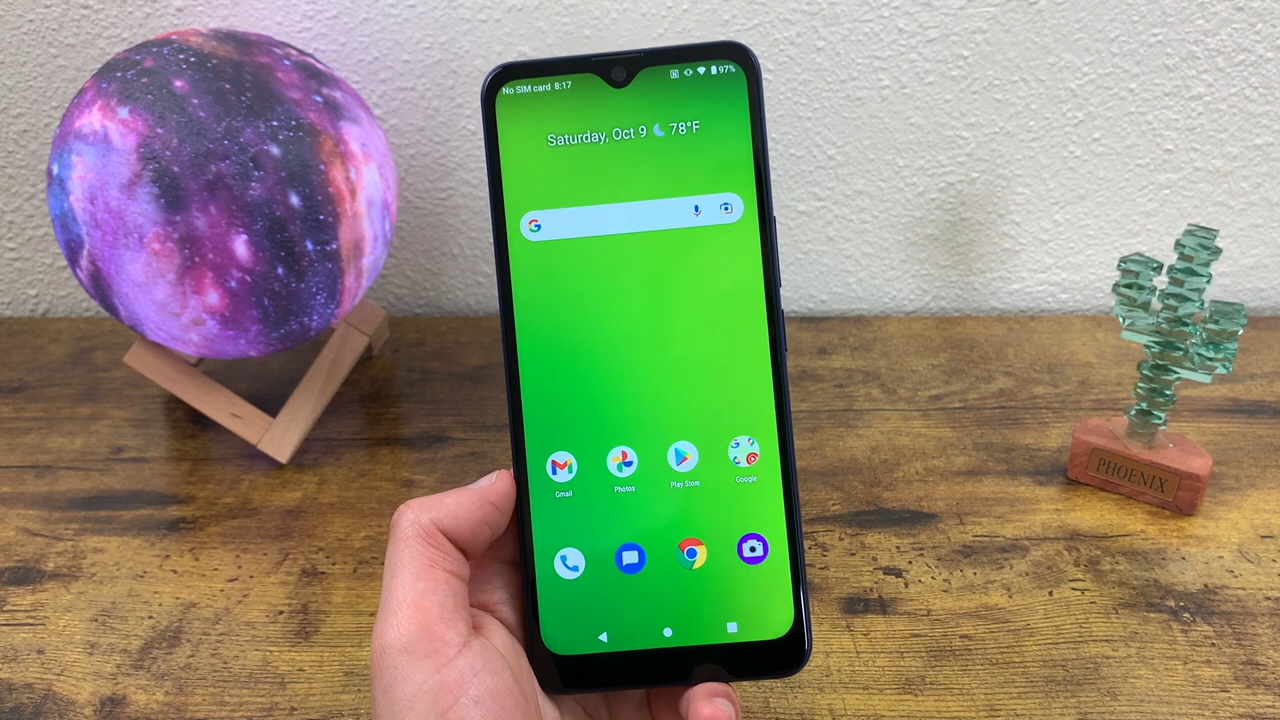 No SIM card 8:17
97%
Saturday, Oct 9 78°F
Gmail
Photos
Play Store
Google
PHOENIX